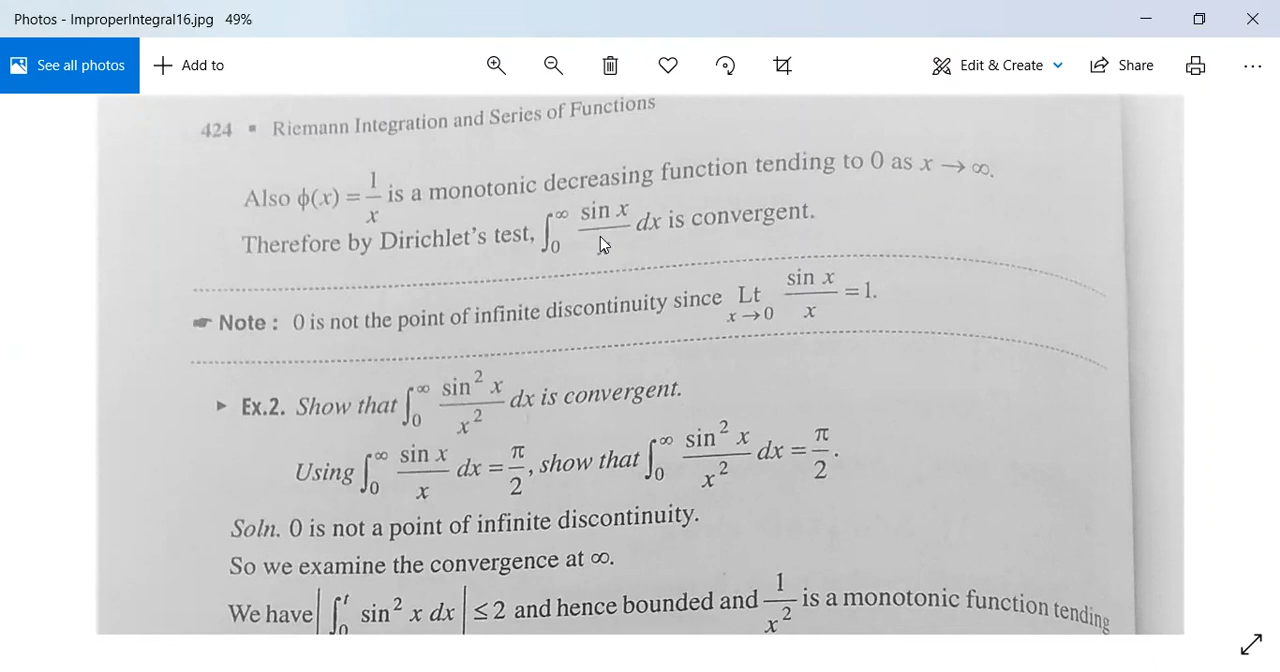 Photos - ImproperIntegral16.jpg 49%
See all photos
Add to
Edit & Create
Share
424 ▪ Riemann Integration and Series of Functions
Also ϕ(x) = 1/x is a monotonic decreasing function tending to 0 as x → ∞.
Therefore by Dirichlet's test, ∫₀^∞ sin x/x dx is convergent.
☛ Note : 0 is not the point of infinite discontinuity since Lt x→0 sin x/x = 1.
► Ex.2. Show that ∫₀^∞ sin² x/x² dx is convergent.
Using ∫₀^∞ sin x/x dx = π/2, show that ∫₀^∞ sin² x/x² dx = π/2.
Soln. 0 is not a point of infinite discontinuity.
So we examine the convergence at ∞.
We have |∫₀^t sin² x dx| ≤ 2 and hence bounded and 1/x² is a monotonic function tending